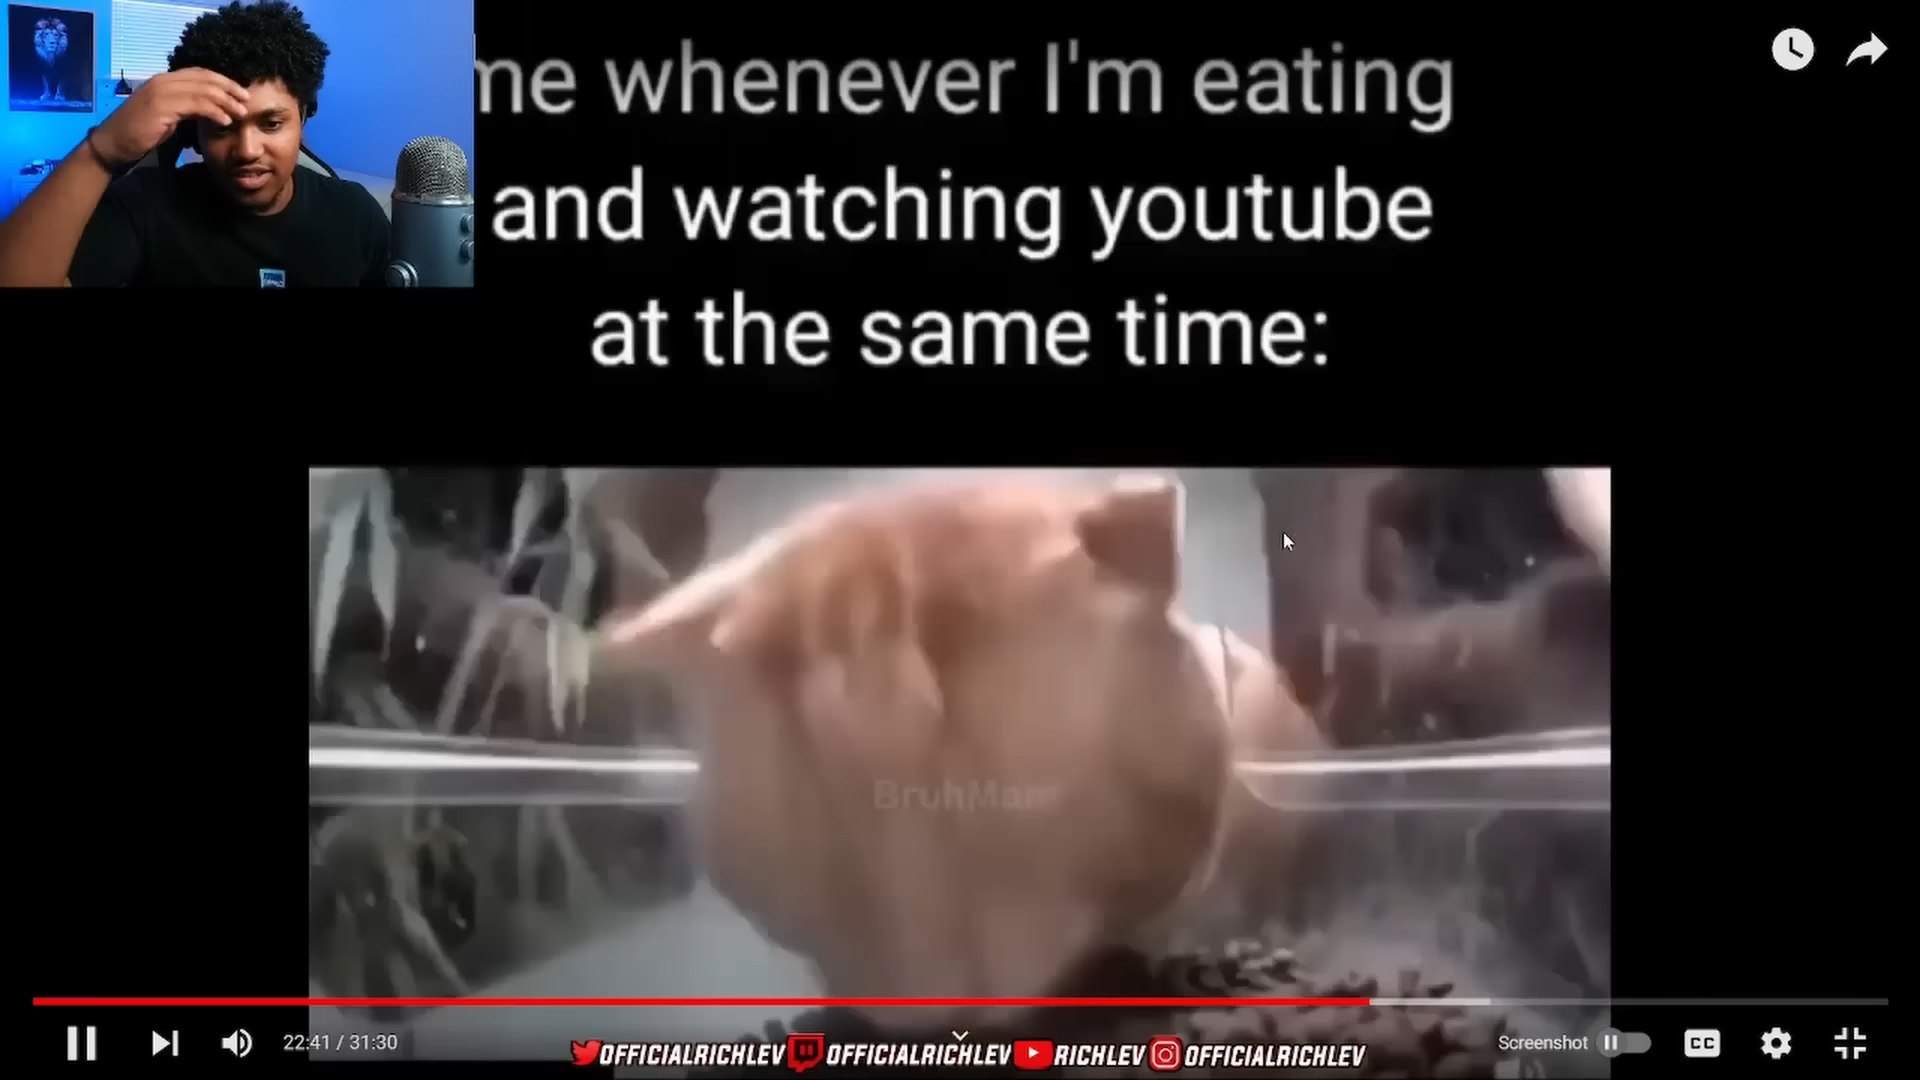 me whenever I'm eating
and watching youtube
at the same time:
BruhMam
22:41 / 31:30
OFFICIALRICHLEV OFFICIALRICHLEV RICHLEV OFFICIALRICHLEV
Screenshot
CC